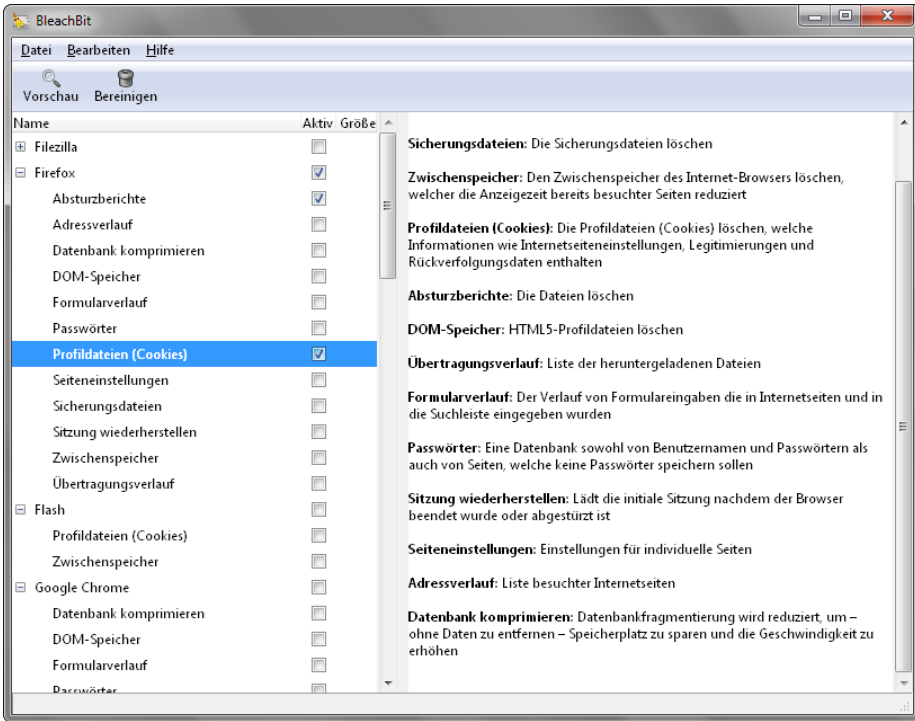 BleachBit
Datei Bearbeiten Hilfe
Vorschau Bereinigen
Name Aktiv Größe
Filezilla
Firefox
Absturzberichte
Adressverlauf
Datenbank komprimieren
DOM-Speicher
Formularverlauf
Passwörter
Profildateien (Cookies)
Seiteneinstellungen
Sicherungsdateien
Sitzung wiederherstellen
Zwischenspeicher
Übertragungsverlauf
Flash
Profildateien (Cookies)
Zwischenspeicher
Google Chrome
Datenbank komprimieren
DOM-Speicher
Formularverlauf
Passwörter
Sicherungsdateien: Die Sicherungsdateien löschen
Zwischenspeicher: Den Zwischenspeicher des Internet-Browsers löschen,
welcher die Anzeigezeit bereits besuchter Seiten reduziert
Profildateien (Cookies): Die Profildateien (Cookies) löschen, welche
Informationen wie Internetseiteneinstellungen, Legitimierungen und
Rückverfolgungsdaten enthalten
Absturzberichte: Die Dateien löschen
DOM-Speicher: HTML5-Profildateien löschen
Übertragungsverlauf: Liste der heruntergeladenen Dateien
Formularverlauf: Der Verlauf von Formulareingaben die in Internetseiten und in
die Suchleiste eingegeben wurden
Passwörter: Eine Datenbank sowohl von Benutzernamen und Passwörtern als
auch von Seiten, welche keine Passwörter speichern sollen
Sitzung wiederherstellen: Lädt die initiale Sitzung nachdem der Browser
beendet wurde oder abgestürzt ist
Seiteneinstellungen: Einstellungen für individuelle Seiten
Adressverlauf: Liste besuchter Internetseiten
Datenbank komprimieren: Datenbankfragmentierung wird reduziert, um –
ohne Daten zu entfernen – Speicherplatz zu sparen und die Geschwindigkeit zu
erhöhen